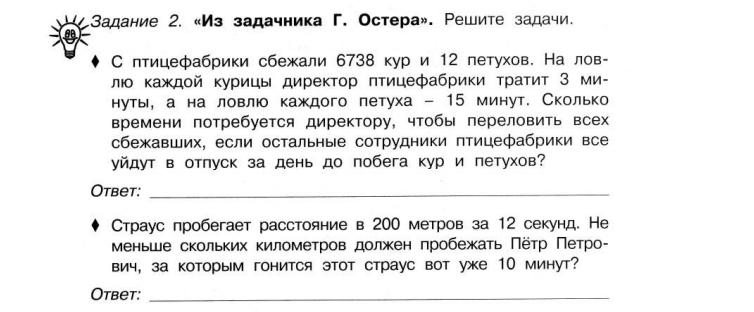 Задание 2. «Из задачника Г. Остера». Решите задачи.
♦ С птицефабрики сбежали 6738 кур и 12 петухов. На лов-
лю каждой курицы директор птицефабрики тратит 3 ми-
нуты, а на ловлю каждого петуха – 15 минут. Сколько
времени потребуется директору, чтобы переловить всех
сбежавших, если остальные сотрудники птицефабрики все
уйдут в отпуск за день до побега кур и петухов?
Ответ:
♦ Страус пробегает расстояние в 200 метров за 12 секунд. Не
меньше скольких километров должен пробежать Пётр Петро-
вич, за которым гонится этот страус вот уже 10 минут?
Ответ: